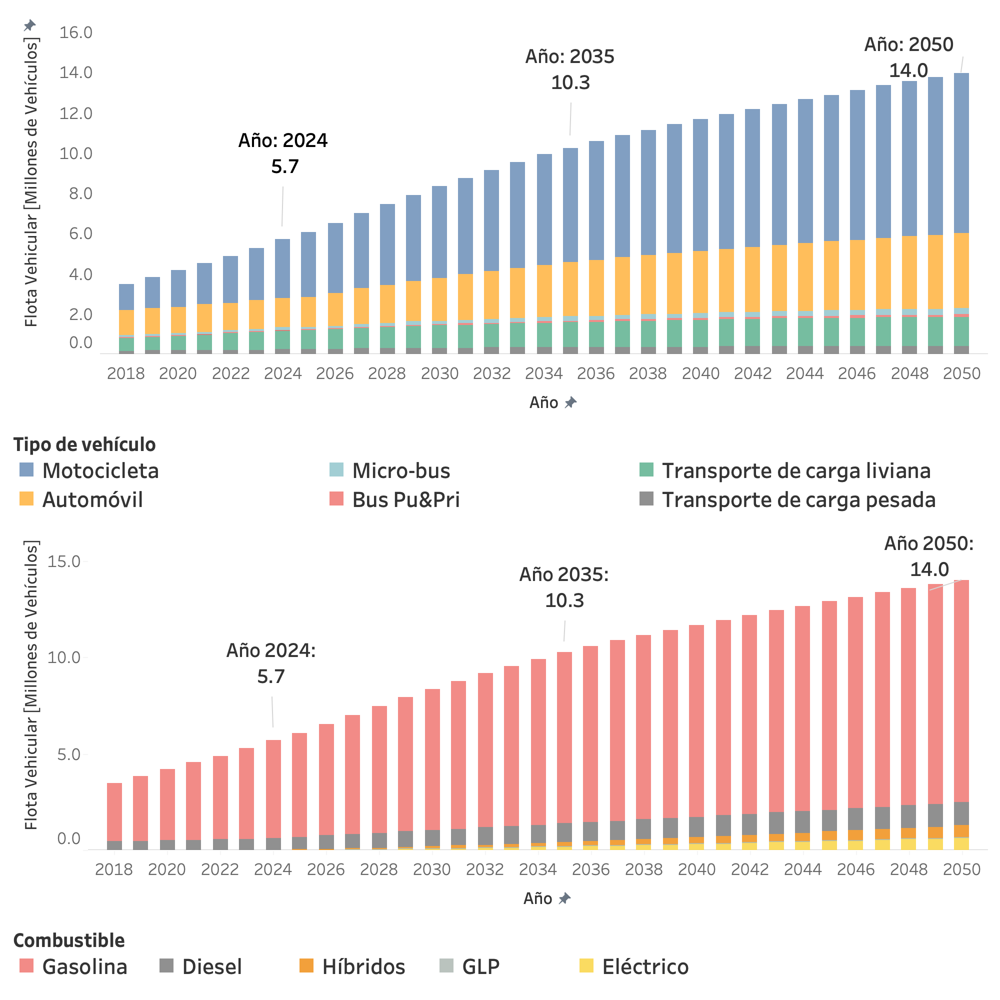 Flota Vehicular [Millones de Vehículos]
16.0
14.0
12.0
10.0
8.0
6.0
4.0
2.0
0.0
Año: 2024
5.7
Año: 2035
10.3
Año: 2050
14.0
2018 2020 2022 2024 2026 2028 2030 2032 2034 2036 2038 2040 2042 2044 2046 2048 2050
Año
Tipo de vehículo
Motocicleta Micro-bus Transporte de carga liviana
Automóvil Bus Pu&Pri Transporte de carga pesada
Flota Vehicular [Millones de Vehículos]
15.0
10.0
5.0
0.0
Año 2024:
5.7
Año 2035:
10.3
Año 2050:
14.0
2018 2020 2022 2024 2026 2028 2030 2032 2034 2036 2038 2040 2042 2044 2046 2048 2050
Año
Combustible
Gasolina Diesel Híbridos GLP Eléctrico